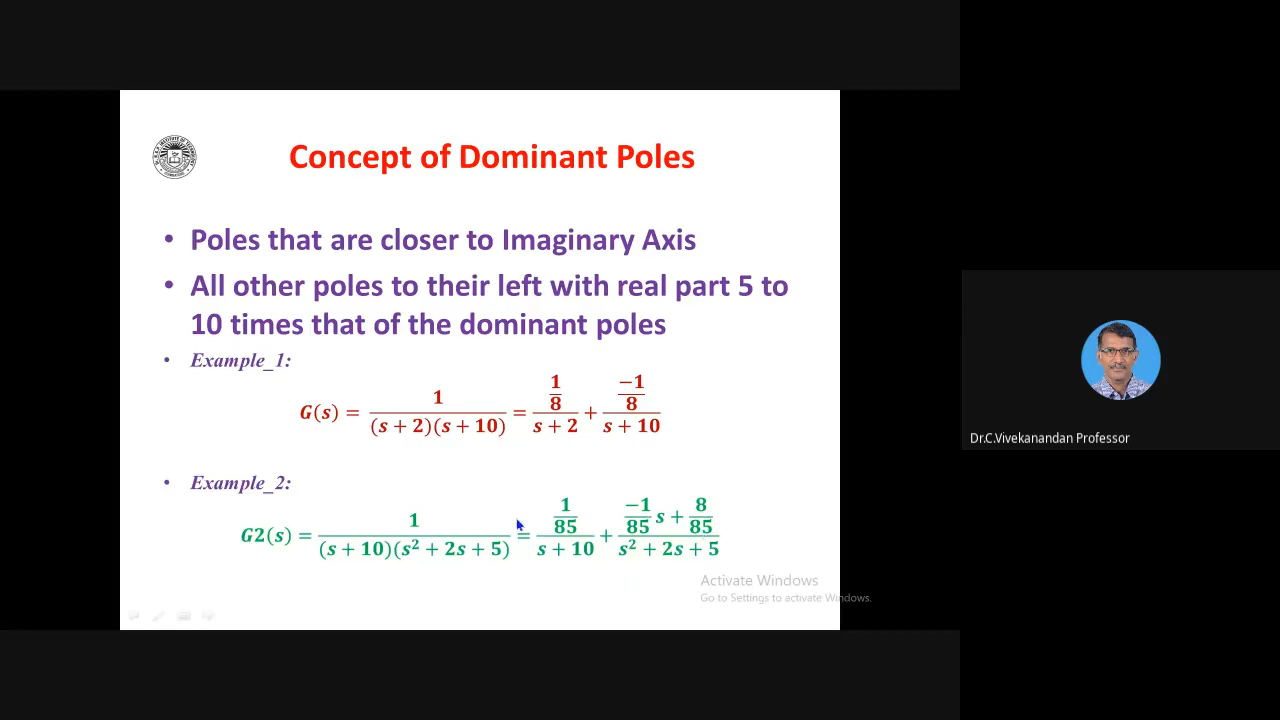 Concept of Dominant Poles
• Poles that are closer to Imaginary Axis
• All other poles to their left with real part 5 to
10 times that of the dominant poles
• Example_1:
G(s) = 1/((s + 2)(s + 10)) = (1/8)/(s + 2) + (−1/8)/(s + 10)
• Example_2:
G2(s) = 1/((s + 10)(s² + 2s + 5)) = (1/85)/(s + 10) + ((−1/85)s + 8/85)/(s² + 2s + 5)
Activate Windows
Go to Settings to activate Windows.
Dr.C.Vivekanandan Professor